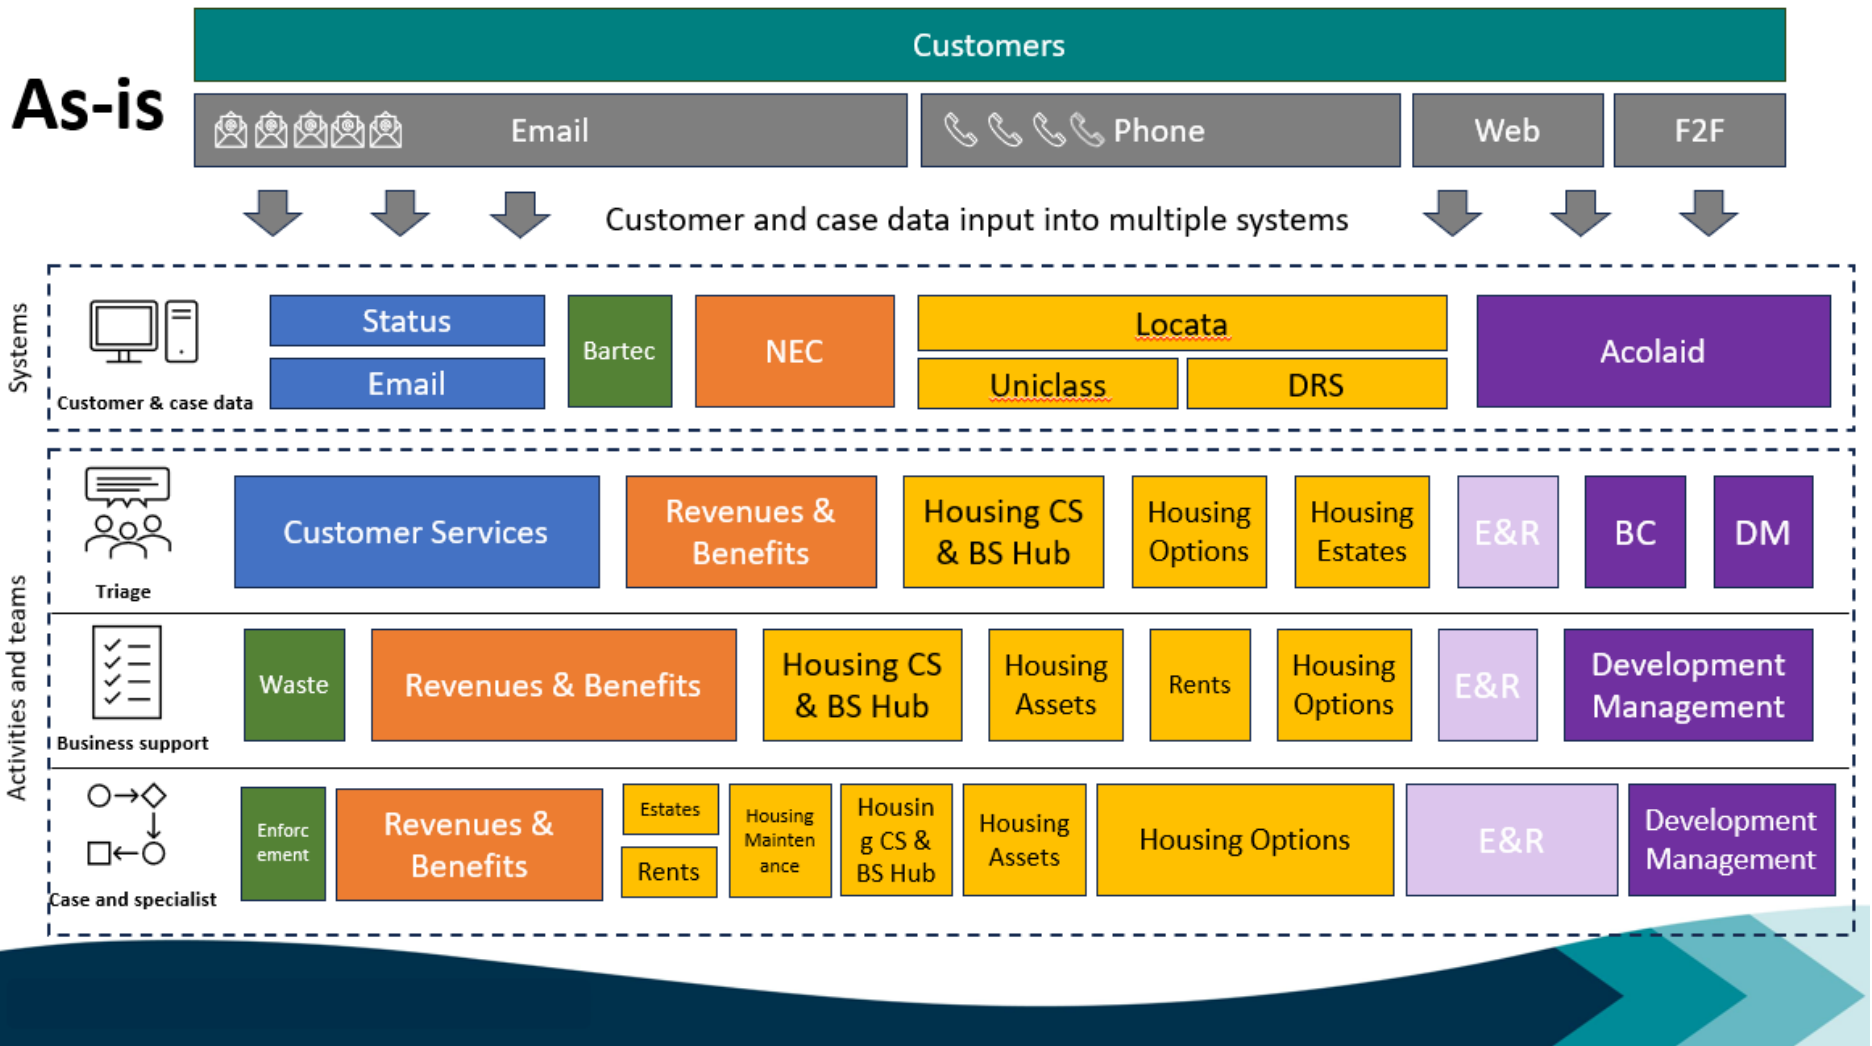 Customers
As-is
Email
Phone
Web
F2F
Customer and case data input into multiple systems
Systems
Customer & case data
Status
Email
Bartec
NEC
Locata
Uniclass
DRS
Acolaid
Activities and teams
Triage
Customer Services
Revenues &
Benefits
Housing CS
& BS Hub
Housing
Options
Housing
Estates
E&R
BC
DM
Business support
Waste
Revenues & Benefits
Housing CS
& BS Hub
Housing
Assets
Rents
Housing
Options
E&R
Development
Management
Case and specialist
Enforc
ement
Revenues &
Benefits
Estates
Rents
Housing
Mainten
ance
Housin
g CS &
BS Hub
Housing
Assets
Housing Options
E&R
Development
Management